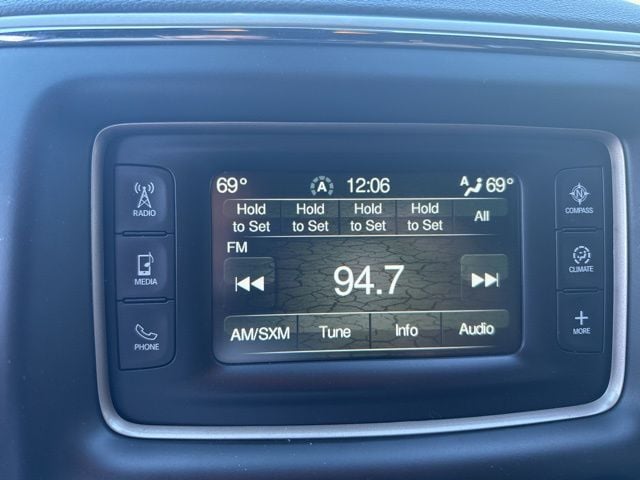 69° A 12:06 A 69°
Hold to Set Hold to Set Hold to Set Hold to Set All
FM
94.7
AM/SXM Tune Info Audio
RADIO
MEDIA
PHONE
N
COMPASS
CLIMATE
+
MORE